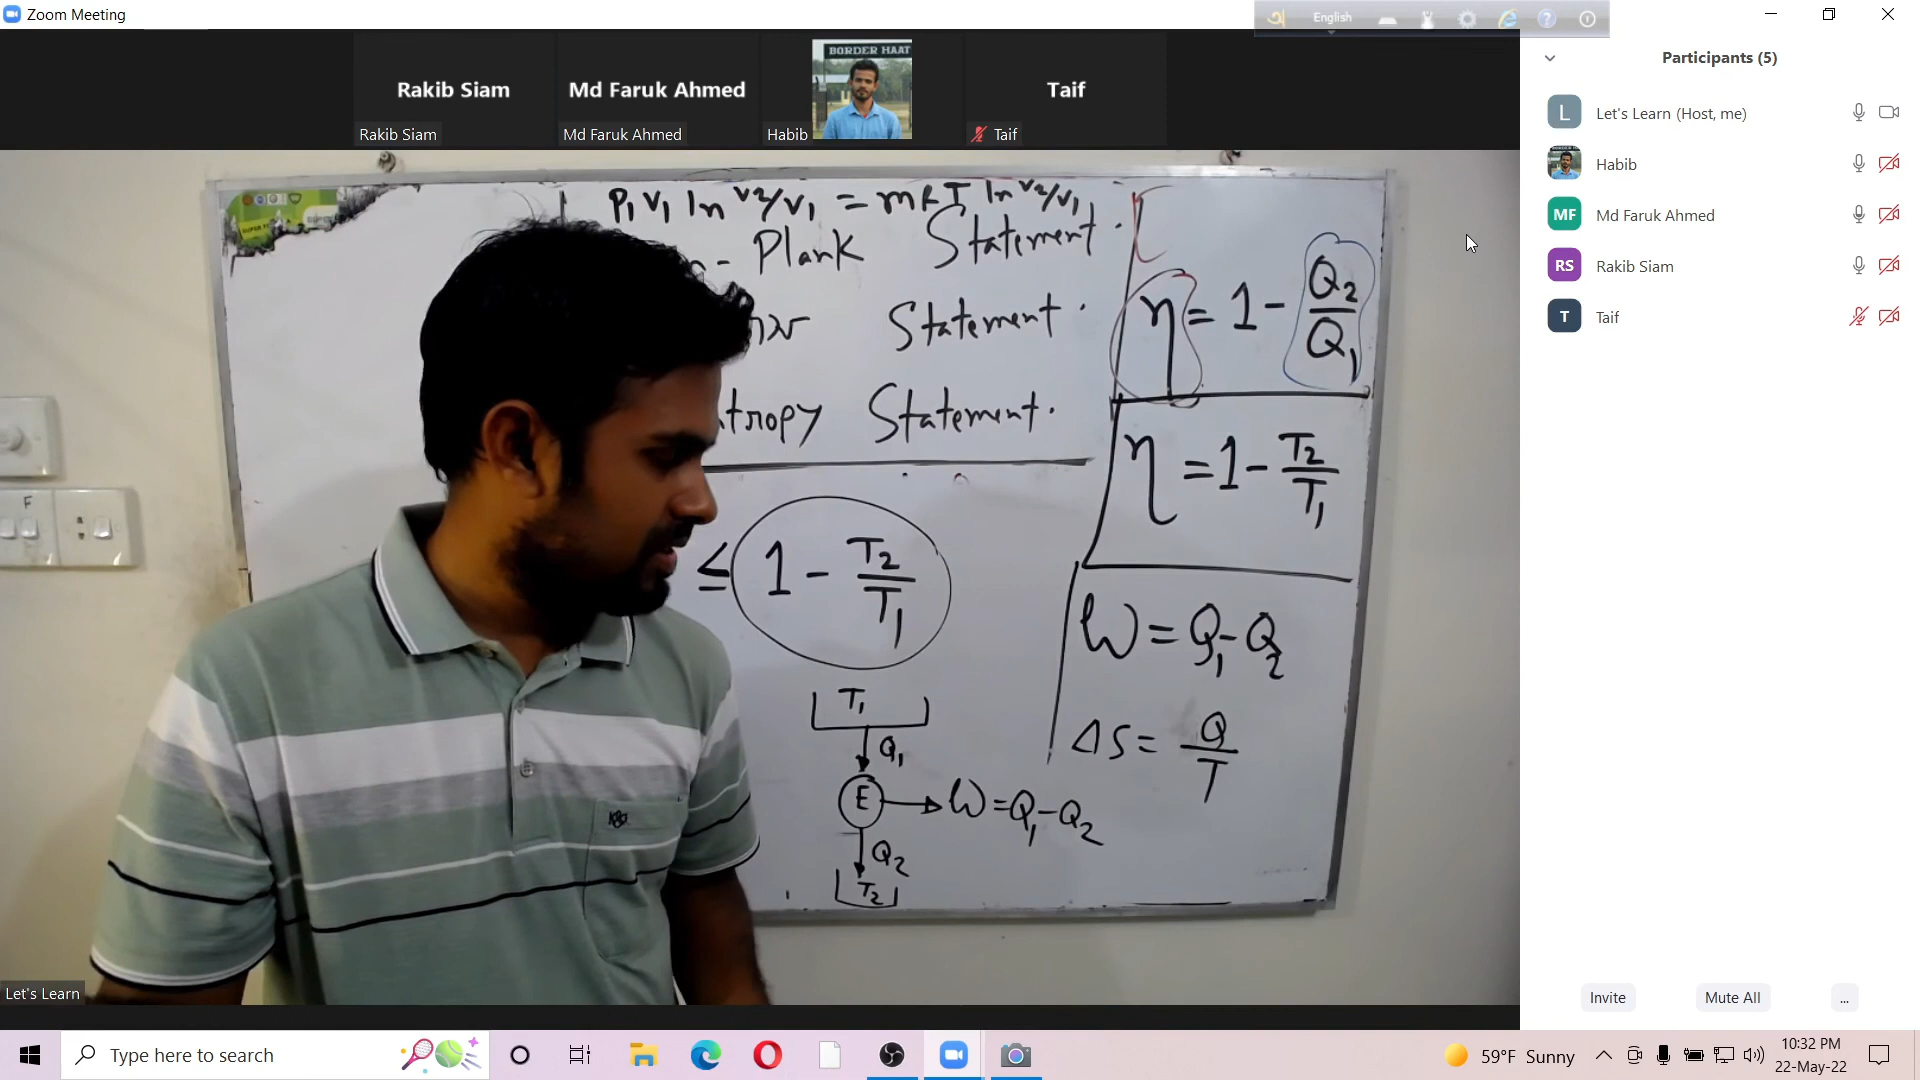 Zoom Meeting
English
Rakib Siam
Md Faruk Ahmed
BORDER HAAT
Taif
Rakib Siam
Md Faruk Ahmed
Habib
Taif
P₁ V₁ ln V₂/V₁ = mRT ln V₂/V₁
Plank Statement.
Statement.
tropy Statement.
≤ 1 - T₂/T₁
T₁
Q₁
E
W = Q₁ - Q₂
Q₂
T₂
η = 1 - Q₂/Q₁
η = 1 - T₂/T₁
W = Q₁ - Q₂
ΔS = Q/T
F
Let's Learn
Participants (5)
L Let's Learn (Host, me)
Habib
MF Md Faruk Ahmed
RS Rakib Siam
T Taif
Invite Mute All ...
Type here to search
59°F Sunny
10:32 PM
22-May-22